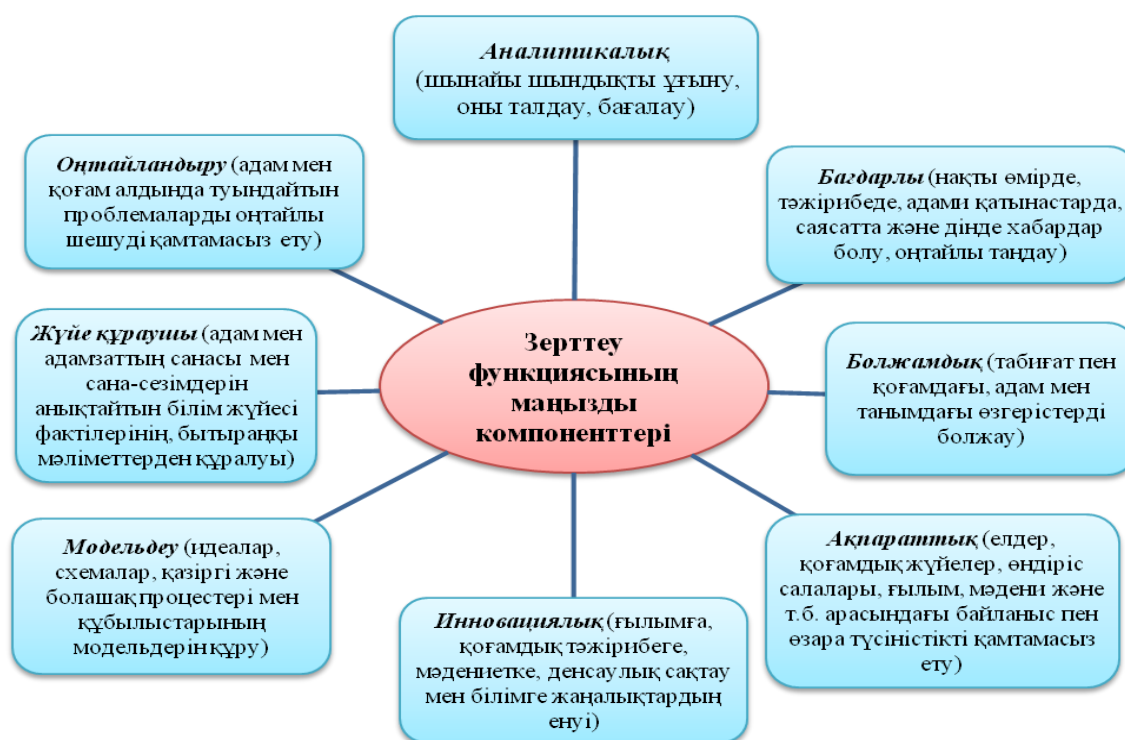 Аналитикалық
(шынайы шындықты ұғыну,
оны талдау, бағалау)
Оңтайландыру (адам мен
қоғам алдында туындайтын
проблемаларды оңтайлы
шешуді қамтамасыз ету)
Бағдарлы (нақты өмірде,
тәжірибеде, адами қатынастарда,
саясатта және дінде хабардар
болу, оңтайлы таңдау)
Жүйе құраушы (адам мен
адамзаттың санасы мен
сана-сезімдерін
анықтайтын білім жүйесі
фактілерінің, бытыраңқы
мәліметтерден құралуы)
Зерттеу
функциясының
маңызды
компоненттері
Болжамдық (табиғат пен
қоғамдағы, адам мен
танымдағы өзгерістерді
болжау)
Модельдеу (идеалар,
схемалар, қазіргі және
болашақ процестері мен
құбылыстарының
модельдерін құру)
Инновациялық (ғылымға,
қоғамдық тәжірибеге,
мәдениетке, денсаулық сақтау
мен білімге жаңалықтардың
енуі)
Ақпараттық (елдер,
қоғамдық жүйелер, өндіріс
салалары, ғылым, мәдени және
т.б. арасындағы байланыс пен
өзара түсіністікті қамтамасыз
ету)